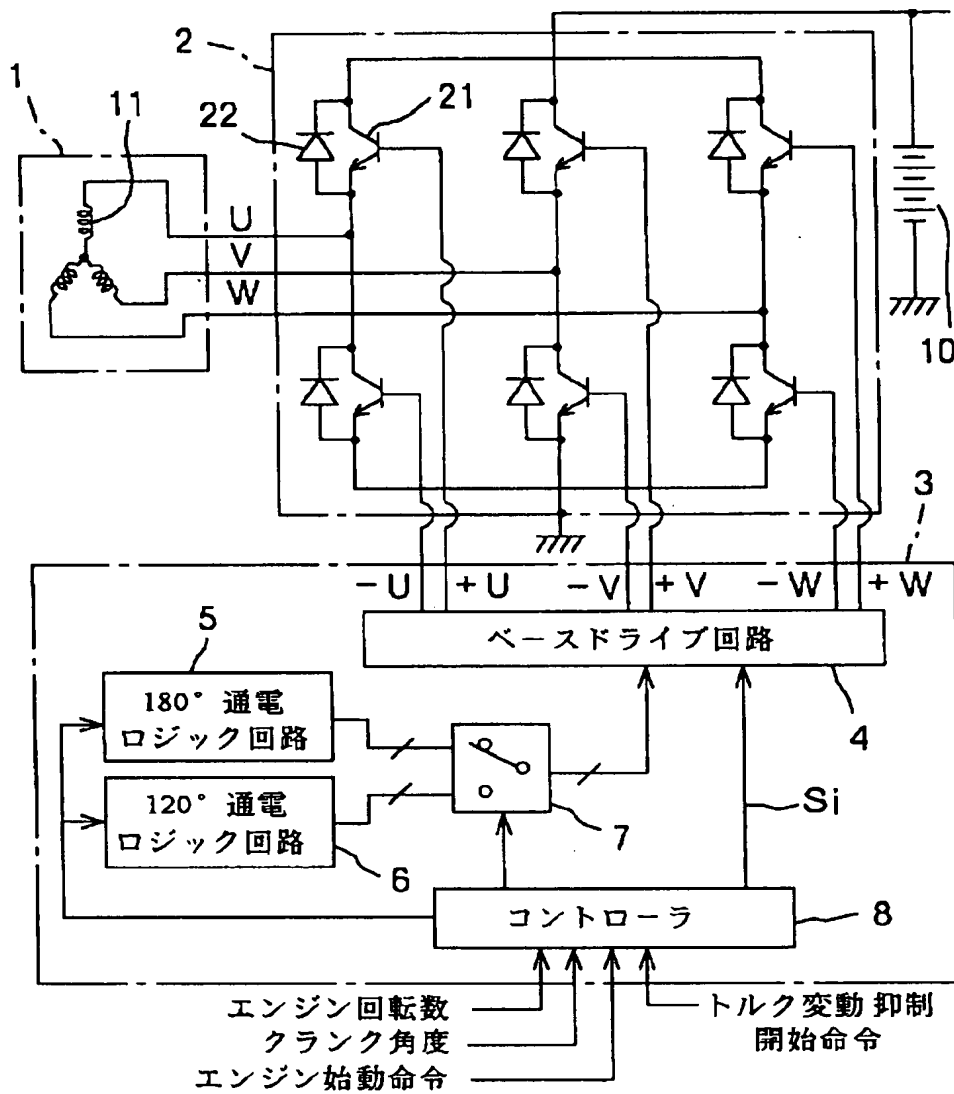 2
1
11
22
21
U
V
W
10
3
-U +U -V +V -W +W
ベースドライブ回路
5
180° 通電
ロジック回路
4
120° 通電
ロジック回路
7
Si
6
コントローラ
8
エンジン回転数
クランク角度
エンジン始動命令
トルク変動抑制
開始命令